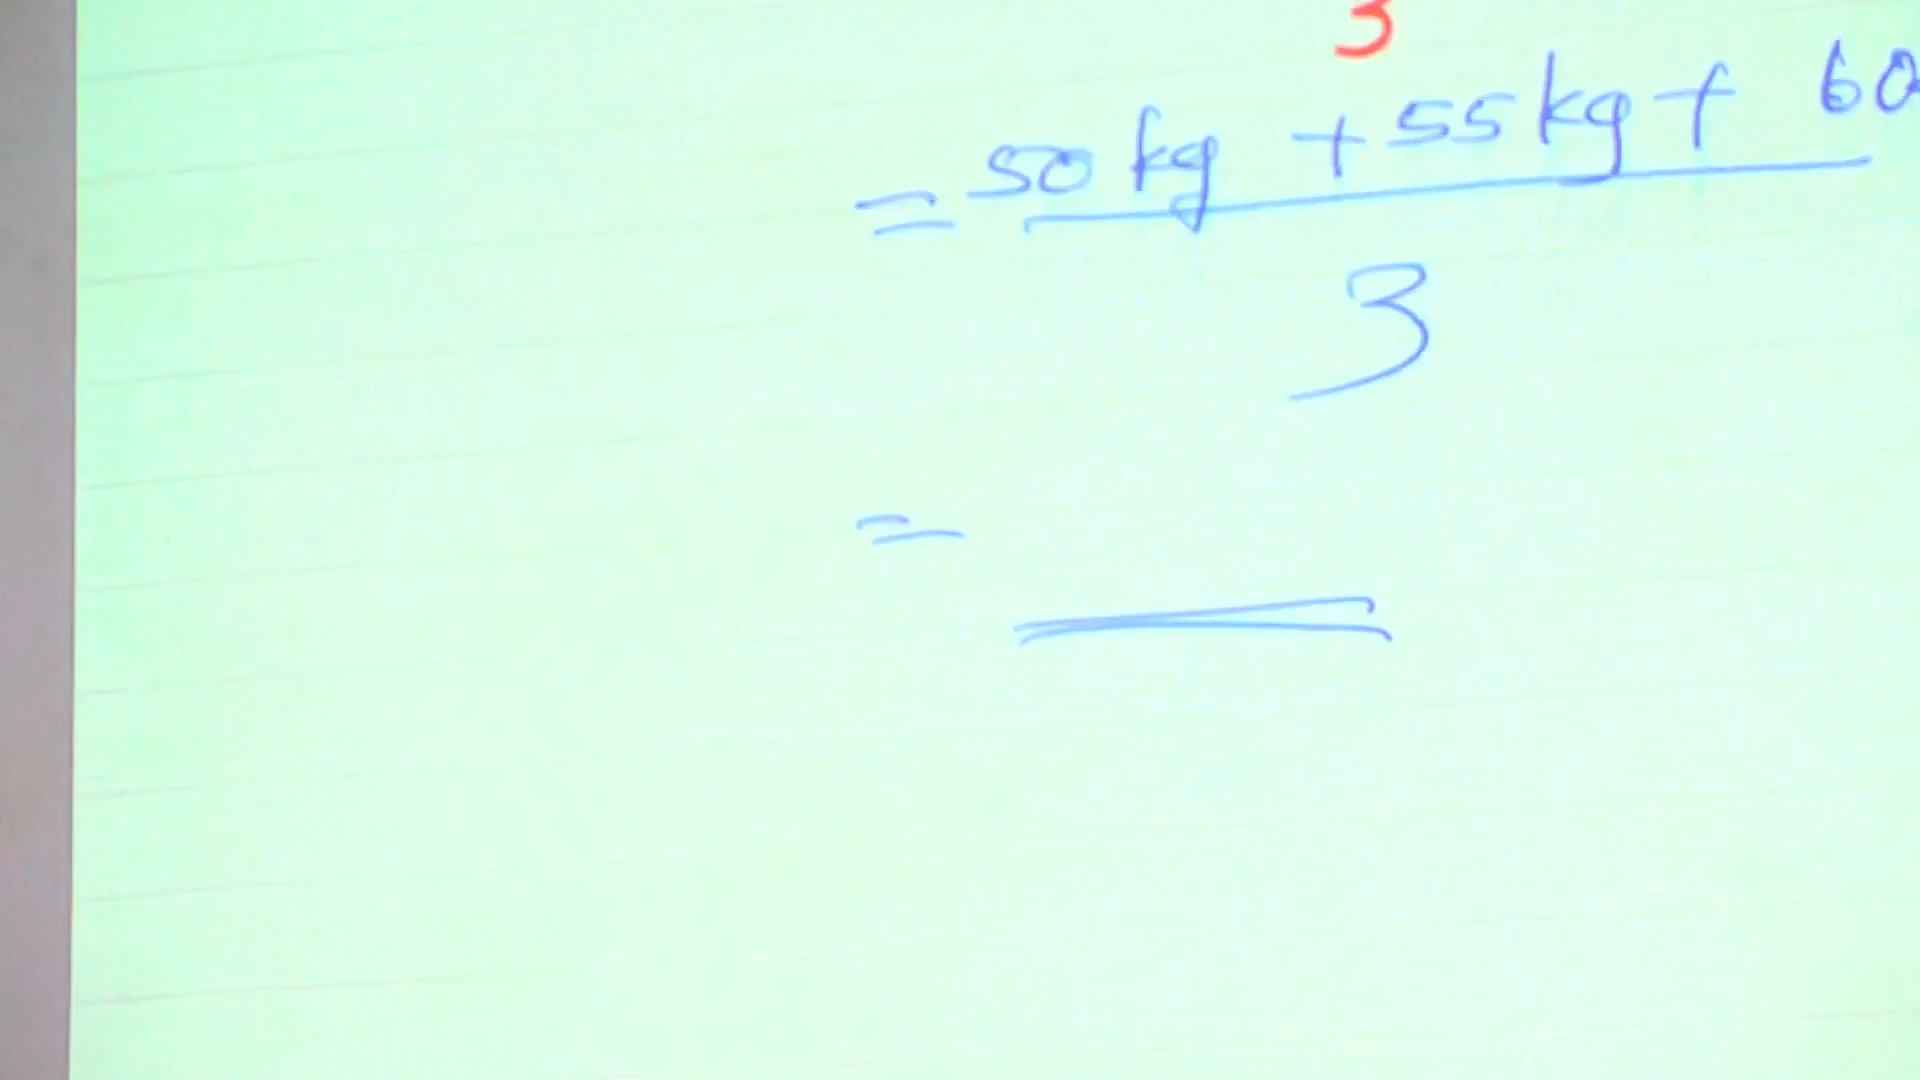 3
= 50 kg + 55 kg + 60
3
=